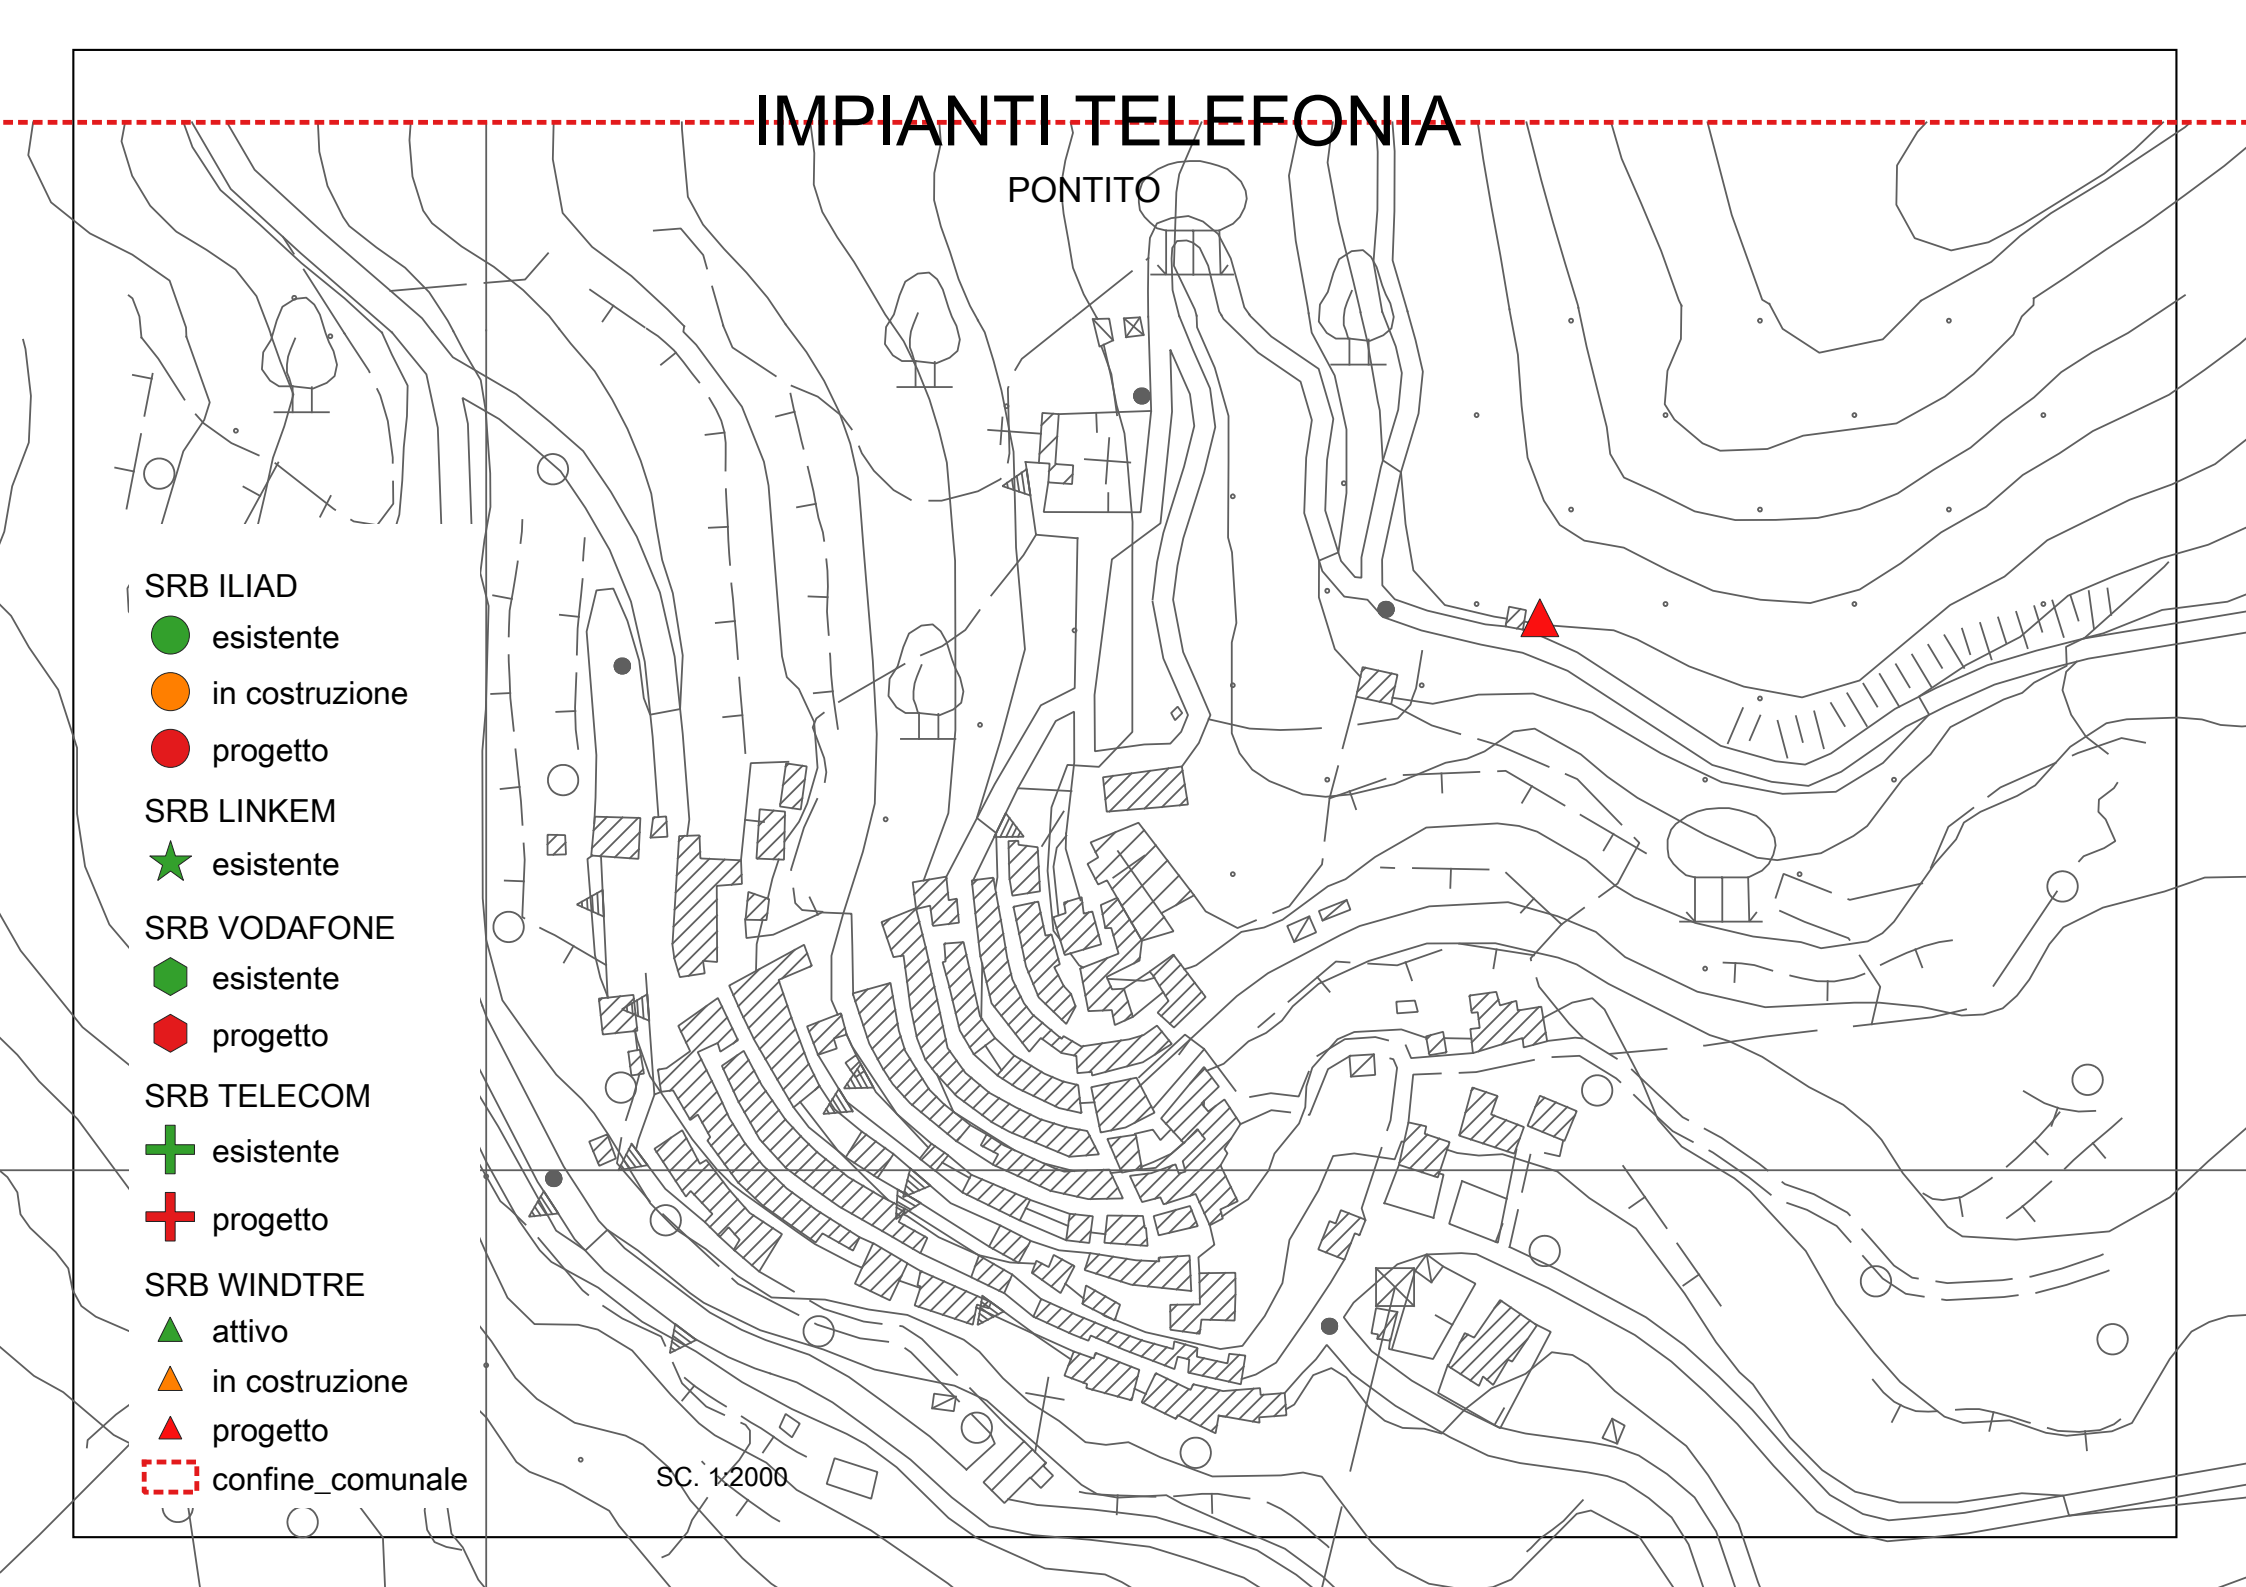 IMPIANTI TELEFONIA
PONTITO
SRB ILIAD
esistente
in costruzione
progetto
SRB LINKEM
esistente
SRB VODAFONE
esistente
progetto
SRB TELECOM
esistente
progetto
SRB WINDTRE
attivo
in costruzione
progetto
confine_comunale
SC. 1:2000